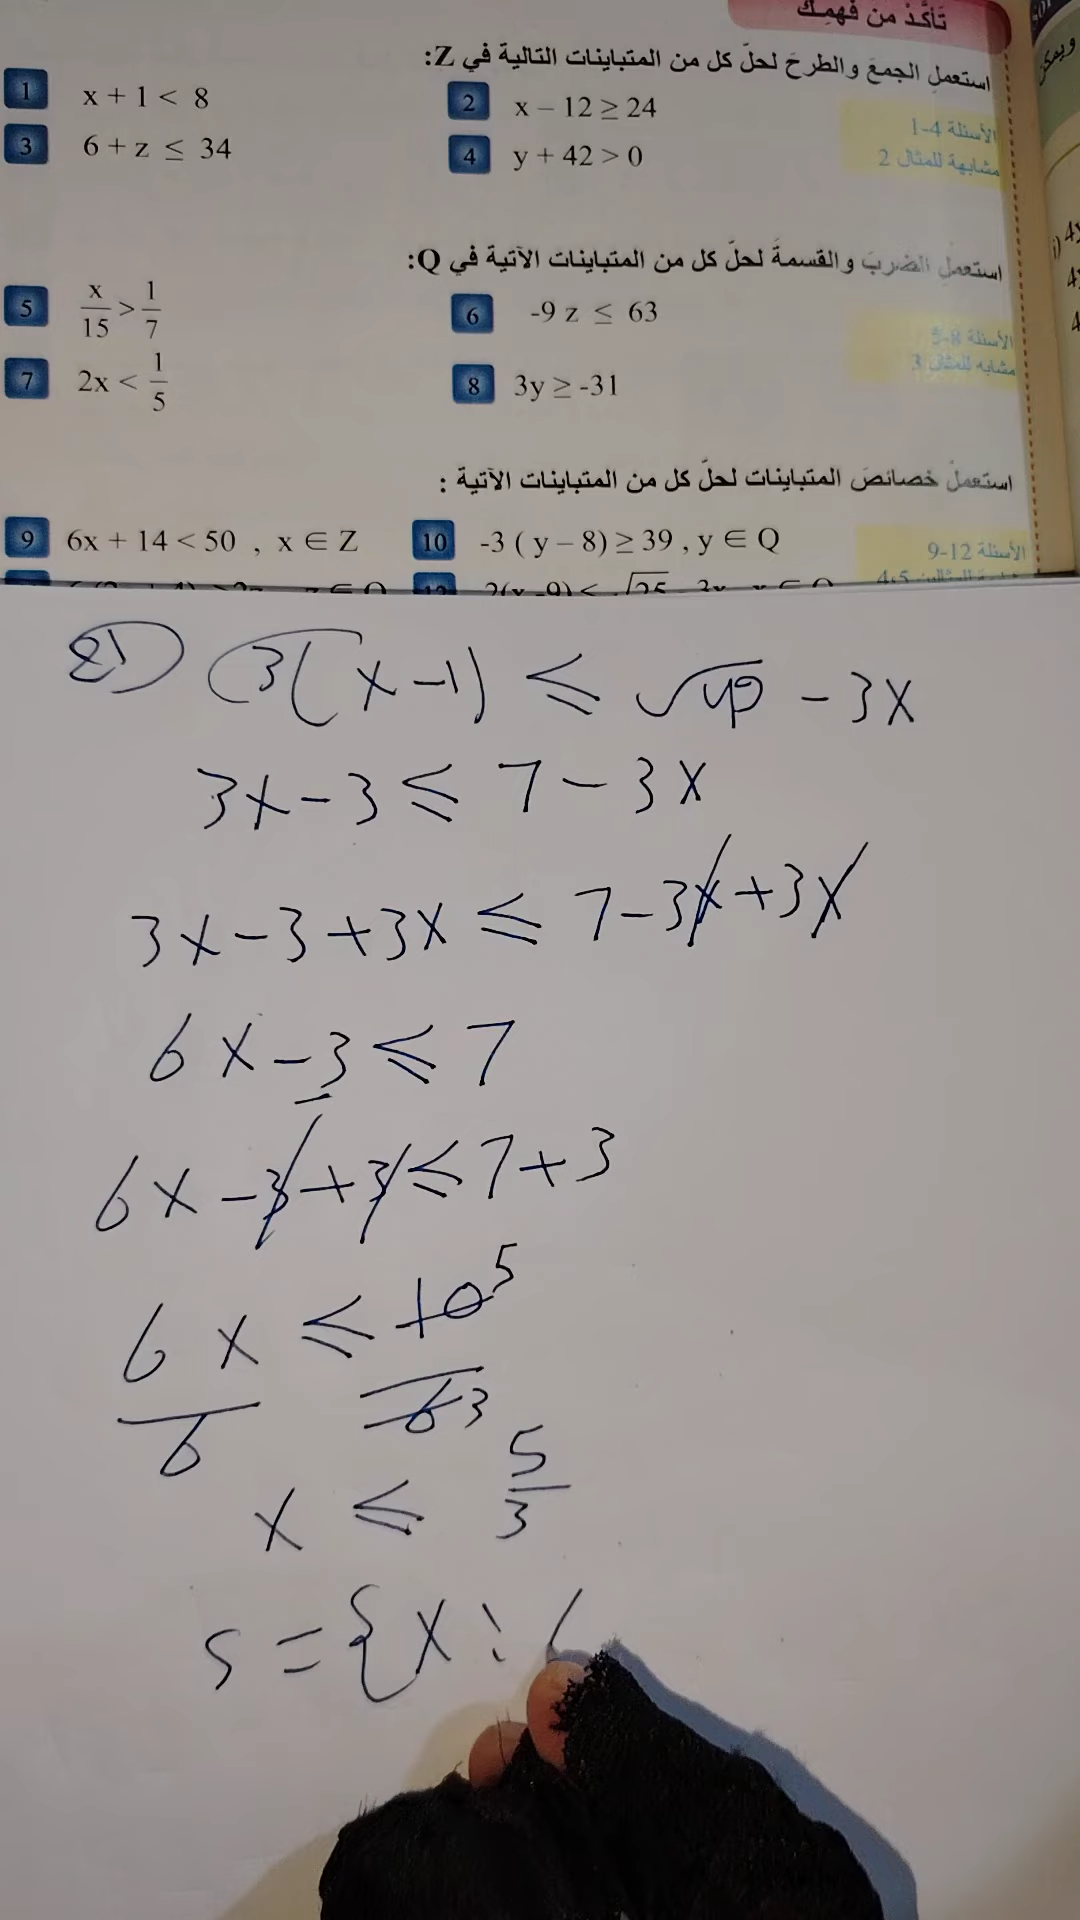 تأكَّدْ من فهمِكَ
استعملِ الجمعَ والطرحَ لحلِّ كل من المتباينات التالية في Z:
1 x + 1 < 8
2 x – 12 ≥ 24
الأسئلة 4-1
3 6 + z ≤ 34
4 y + 42 > 0
مشابهة للمثال 2
استعملِ الضربَ والقسمةَ لحلِّ كل من المتباينات الآتية في Q:
5 x/15 > 1/7
6 -9 z ≤ 63
الأسئلة 8-5
مشابه للمثال 3
7 2x < 1/5
8 3y ≥ -31
استعملْ خصائصَ المتباينات لحلِّ كل من المتباينات الآتية :
9 6x + 14 < 50 , x ∈ Z
10 -3 ( y – 8) ≥ 39 , y ∈ Q
الأسئلة 12-9
ويمكن
3(x-1) ≤ √49 - 3x
3x - 3 ≤ 7 - 3x
3x - 3 + 3x ≤ 7 - 3x + 3x
6x - 3 ≤ 7
6x - 3 + 3 ≤ 7 + 3
6x/6 ≤ 10/6 5 3
x ≤ 5/3
s = {x :